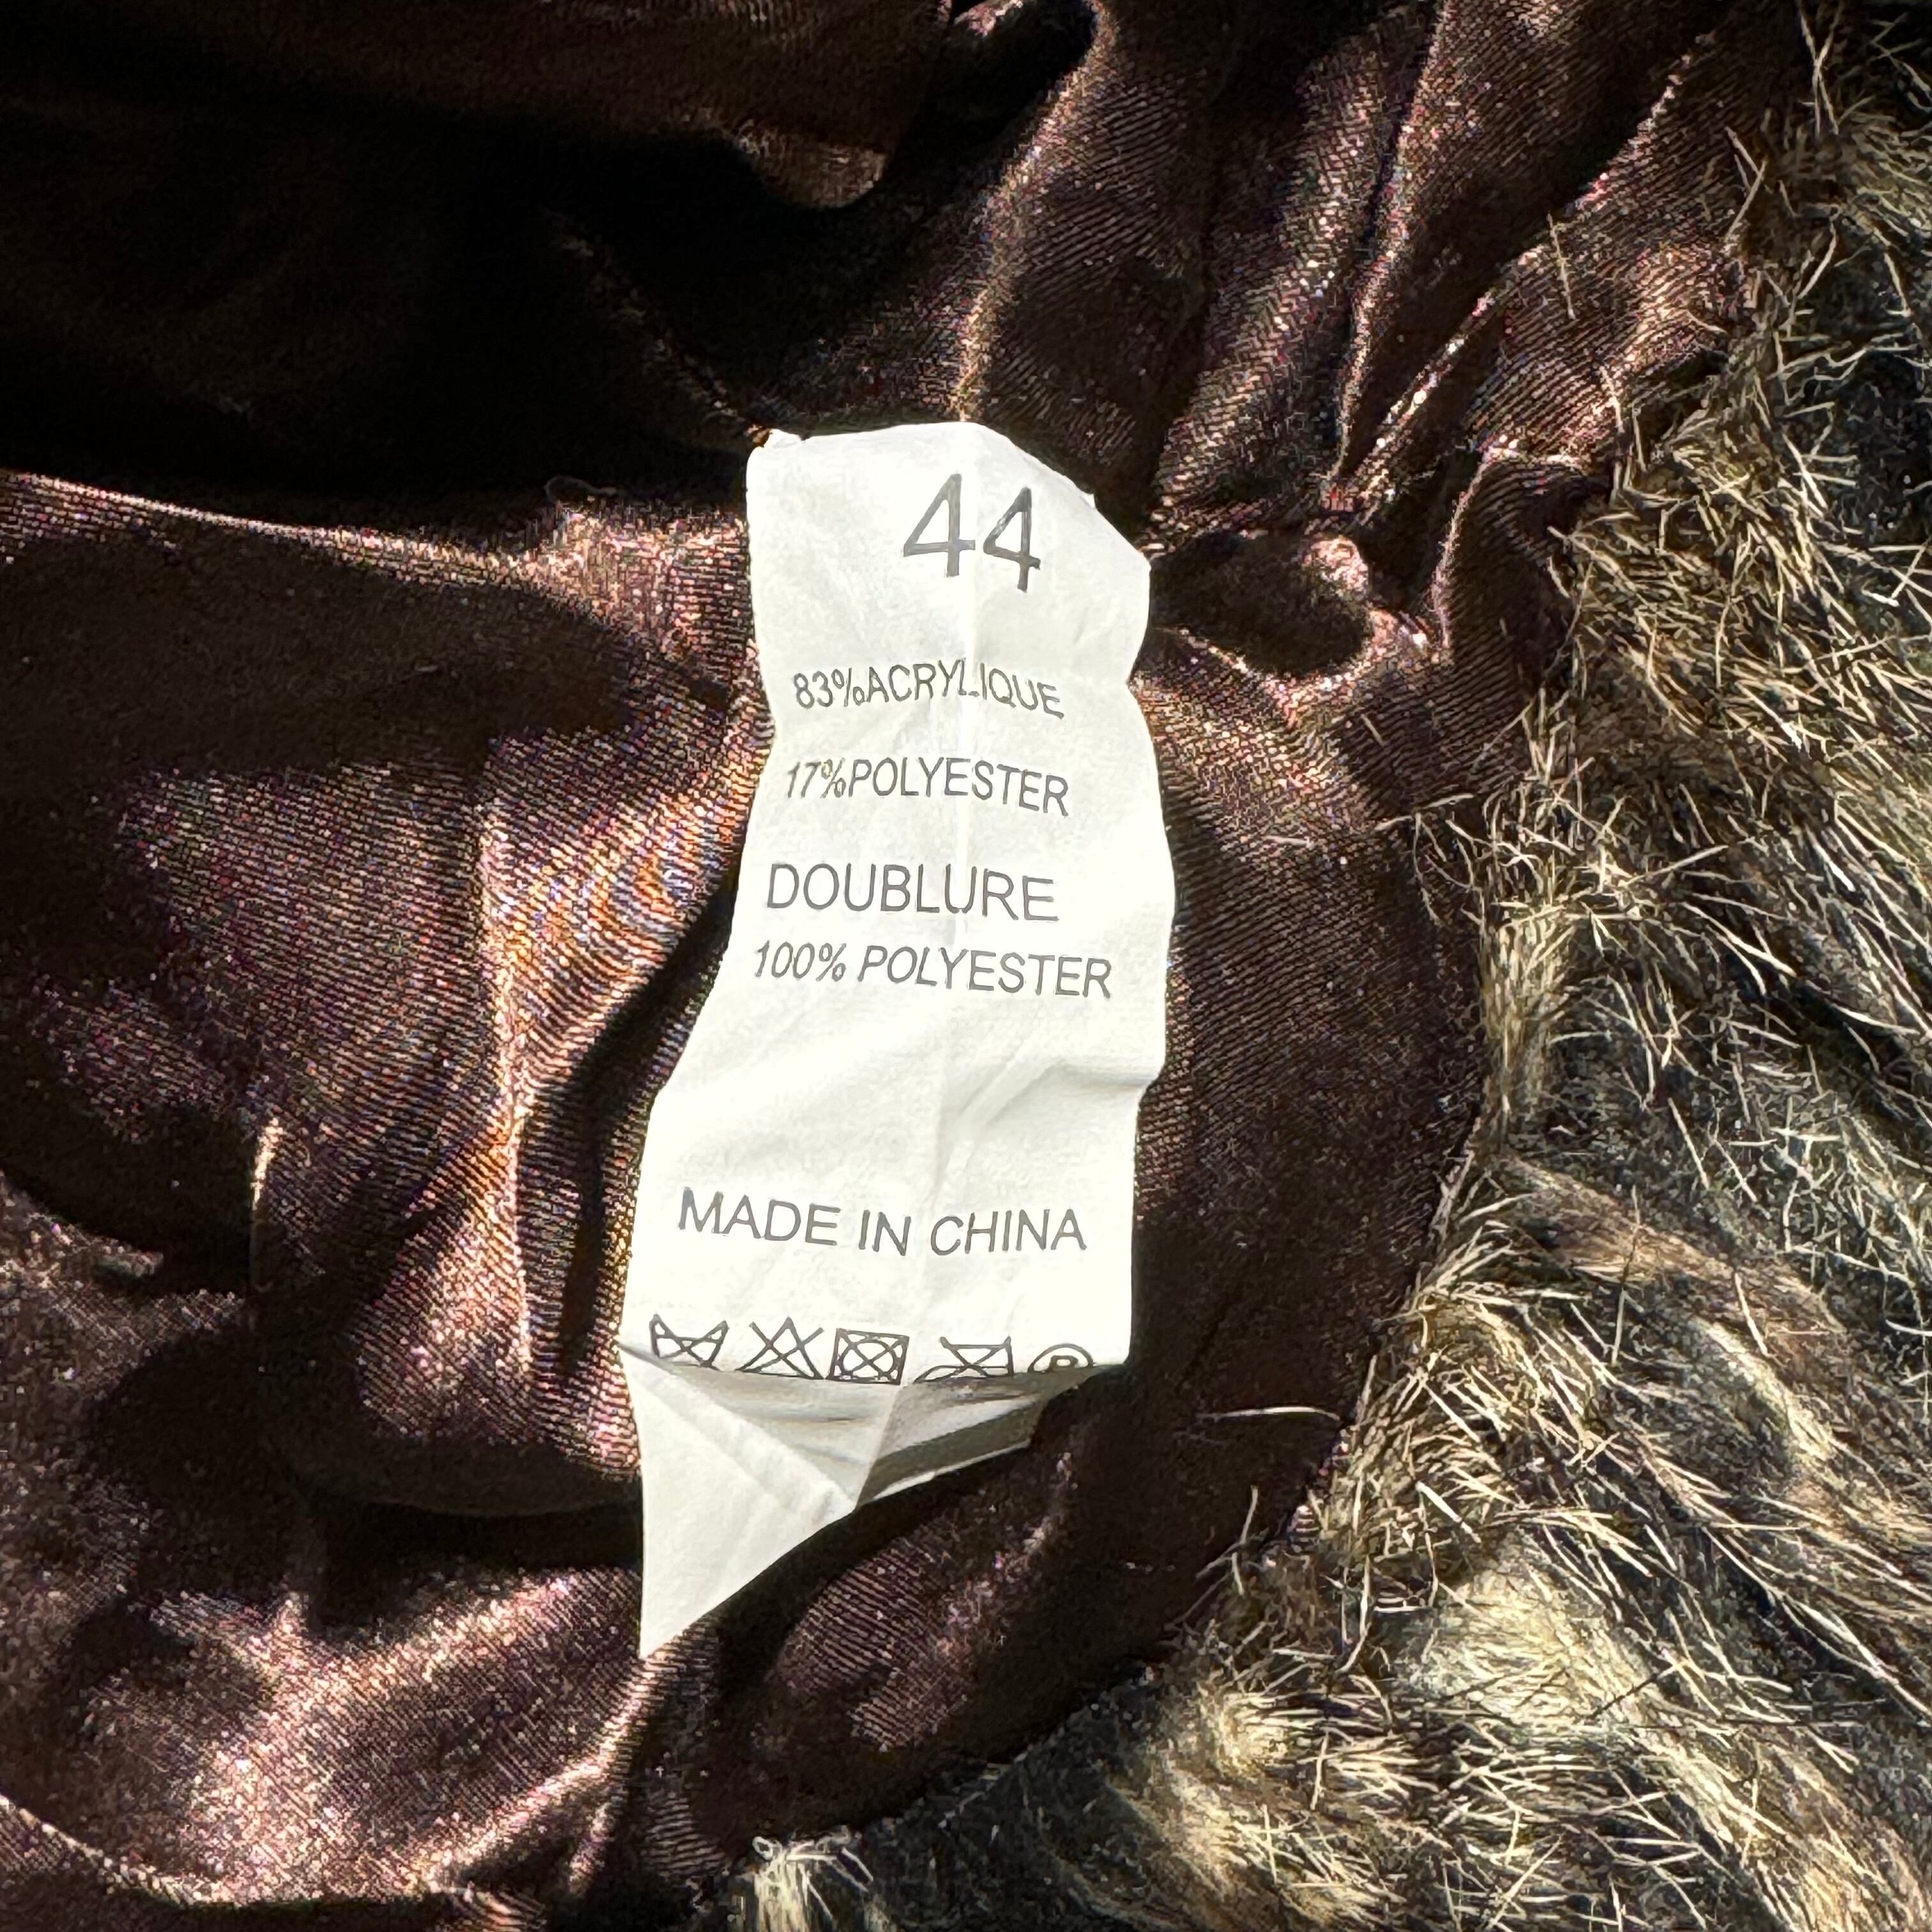 44
83%ACRYLIQUE
17%POLYESTER
DOUBLURE
100% POLYESTER
MADE IN CHINA
P